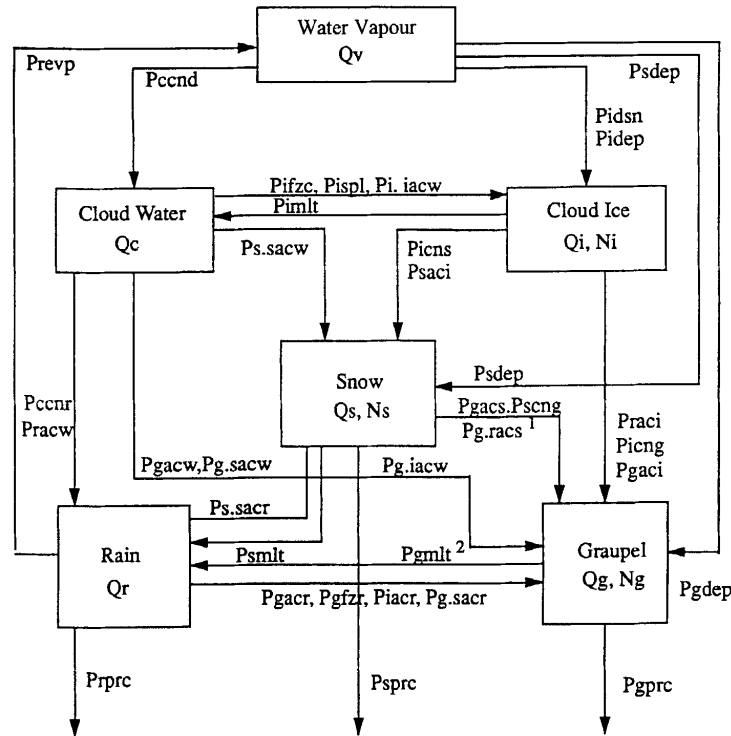 Water Vapour
Qv
Prevp
Pccnd
Psdep
Pidsn
Pidep
Pifzc, Pispl, Pi. iacw
Pimlt
Cloud Water
Qc
Cloud Ice
Qi, Ni
Ps.sacw
Picns
Psaci
Snow
Qs, Ns
Psdep
Pccnr
Pracw
Pgacs.Pscng
Pg.racs 1
Praci
Picng
Pgaci
Pgacw,Pg.sacw
Pg.iacw
Ps.sacr
Rain
Qr
Psmlt
Pgmlt 2
Graupel
Qg, Ng
Pgdep
Pgacr, Pgfzr, Piacr, Pg.sacr
Prprc
Psprc
Pgprc